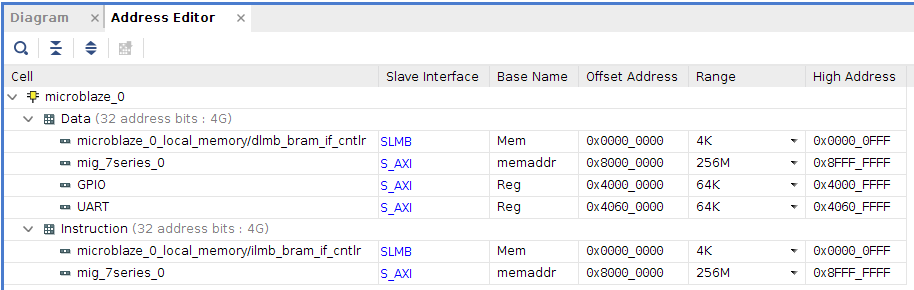 Diagram × Address Editor ×
Cell Slave Interface Base Name Offset Address Range High Address
microblaze_0
Data (32 address bits : 4G)
microblaze_0_local_memory/dlmb_bram_if_cntlr SLMB Mem 0x0000_0000 4K 0x0000_0FFF
mig_7series_0 S_AXI memaddr 0x8000_0000 256M 0x8FFF_FFFF
GPIO S_AXI Reg 0x4000_0000 64K 0x4000_FFFF
UART S_AXI Reg 0x4060_0000 64K 0x4060_FFFF
Instruction (32 address bits : 4G)
microblaze_0_local_memory/ilmb_bram_if_cntlr SLMB Mem 0x0000_0000 4K 0x0000_0FFF
mig_7series_0 S_AXI memaddr 0x8000_0000 256M 0x8FFF_FFFF